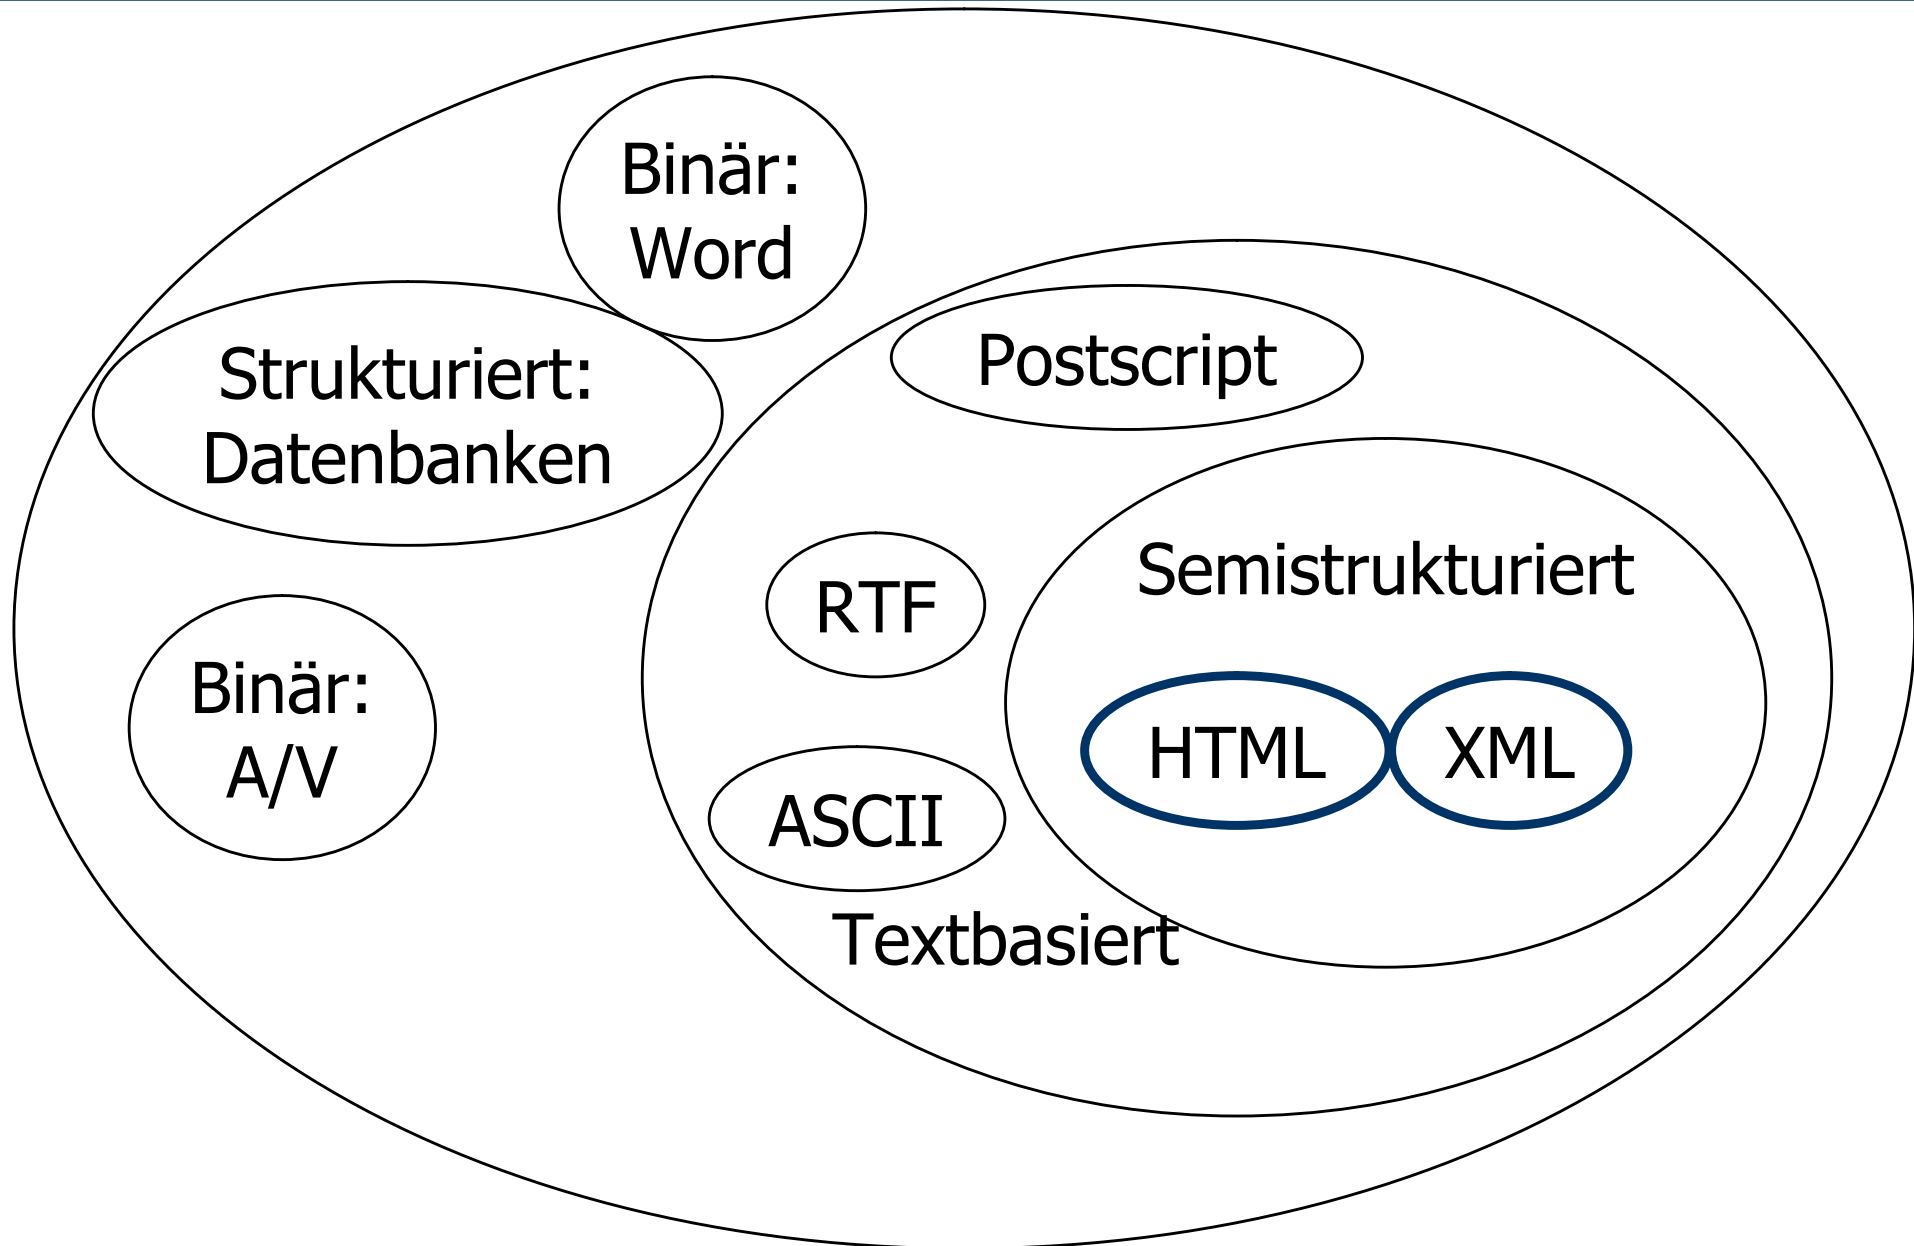 Binär:
Word
Strukturiert:
Datenbanken
Postscript
Semistrukturiert
RTF
Binär:
A/V
HTML
XML
ASCII
Textbasiert